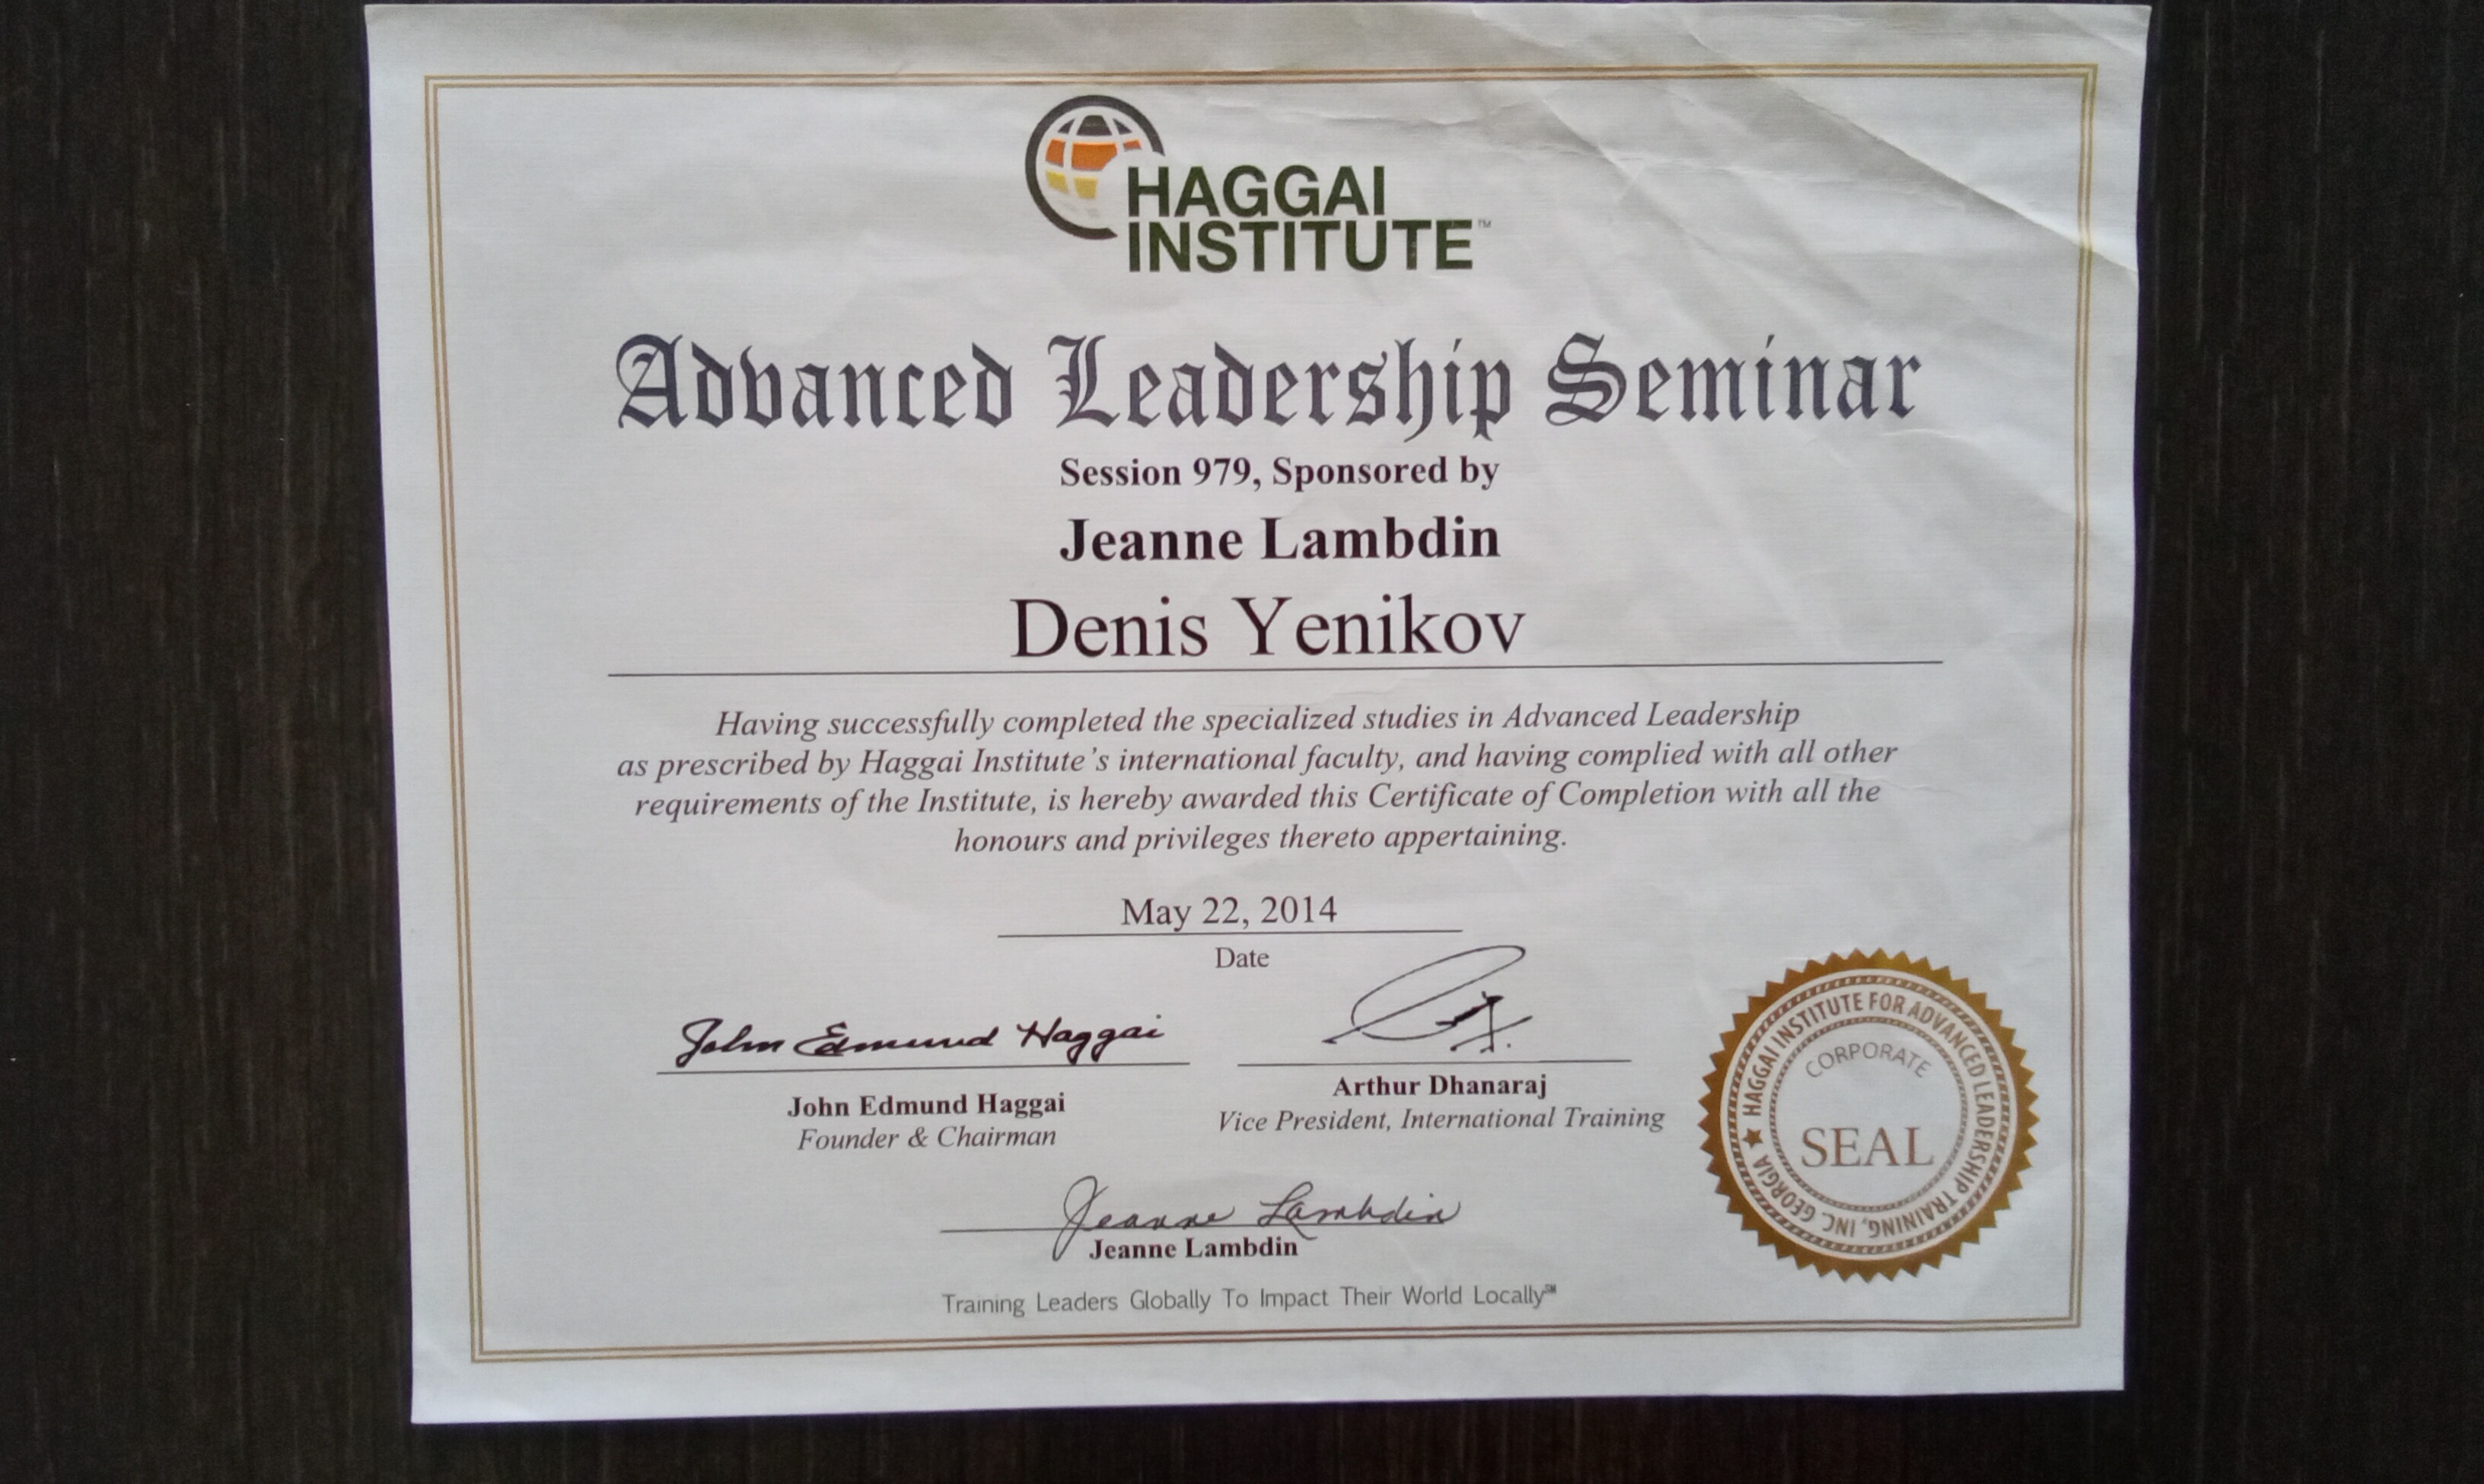 HAGGAI
INSTITUTE™
Advanced Leadership Seminar
Session 979, Sponsored by
Jeanne Lambdin
Denis Yenikov
Having successfully completed the specialized studies in Advanced Leadership
as prescribed by Haggai Institute's international faculty, and having complied with all other
requirements of the Institute, is hereby awarded this Certificate of Completion with all the
honours and privileges thereto appertaining.
May 22, 2014
Date
John Edmund Haggai
John Edmund Haggai
Founder & Chairman
Arthur Dhanaraj
Vice President, International Training
Jeanne Lambdin
Jeanne Lambdin
★ HAGGAI INSTITUTE FOR ADVANCED LEADERSHIP TRAINING, INC. GEORGIA
CORPORATE
SEAL
Training Leaders Globally To Impact Their World Locally℠